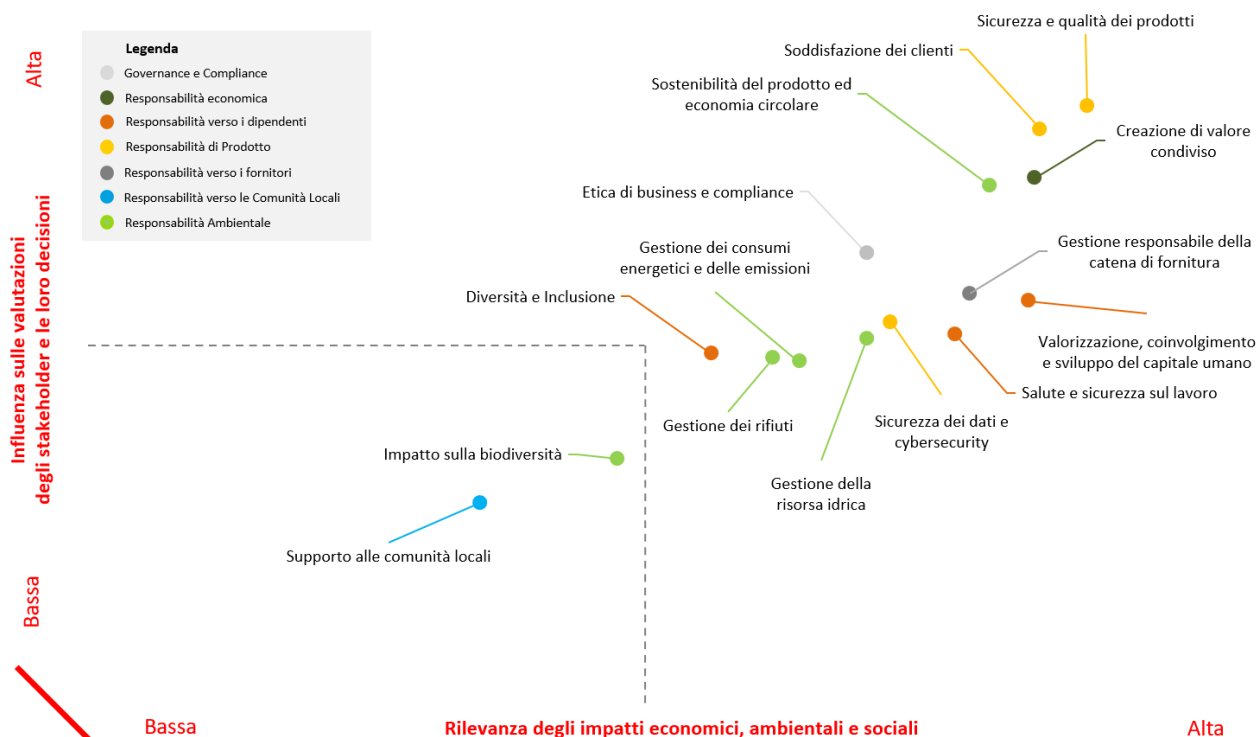 Sicurezza e qualità dei prodotti
Soddisfazione dei clienti
Sostenibilità del prodotto ed
economia circolare
Creazione di valore
condiviso
Etica di business e compliance
Gestione dei consumi
energetici e delle emissioni
Gestione responsabile della
catena di fornitura
Diversità e Inclusione
Valorizzazione, coinvolgimento
e sviluppo del capitale umano
Salute e sicurezza sul lavoro
Gestione dei rifiuti
Sicurezza dei dati e
cybersecurity
Impatto sulla biodiversità
Gestione della
risorsa idrica
Supporto alle comunità locali
Legenda
Governance e Compliance
Responsabilità economica
Responsabilità verso i dipendenti
Responsabilità di Prodotto
Responsabilità verso i fornitori
Responsabilità verso le Comunità Locali
Responsabilità Ambientale
Alta
Influenza sulle valutazioni
degli stakeholder e le loro decisioni
Bassa
Bassa
Rilevanza degli impatti economici, ambientali e sociali
Alta